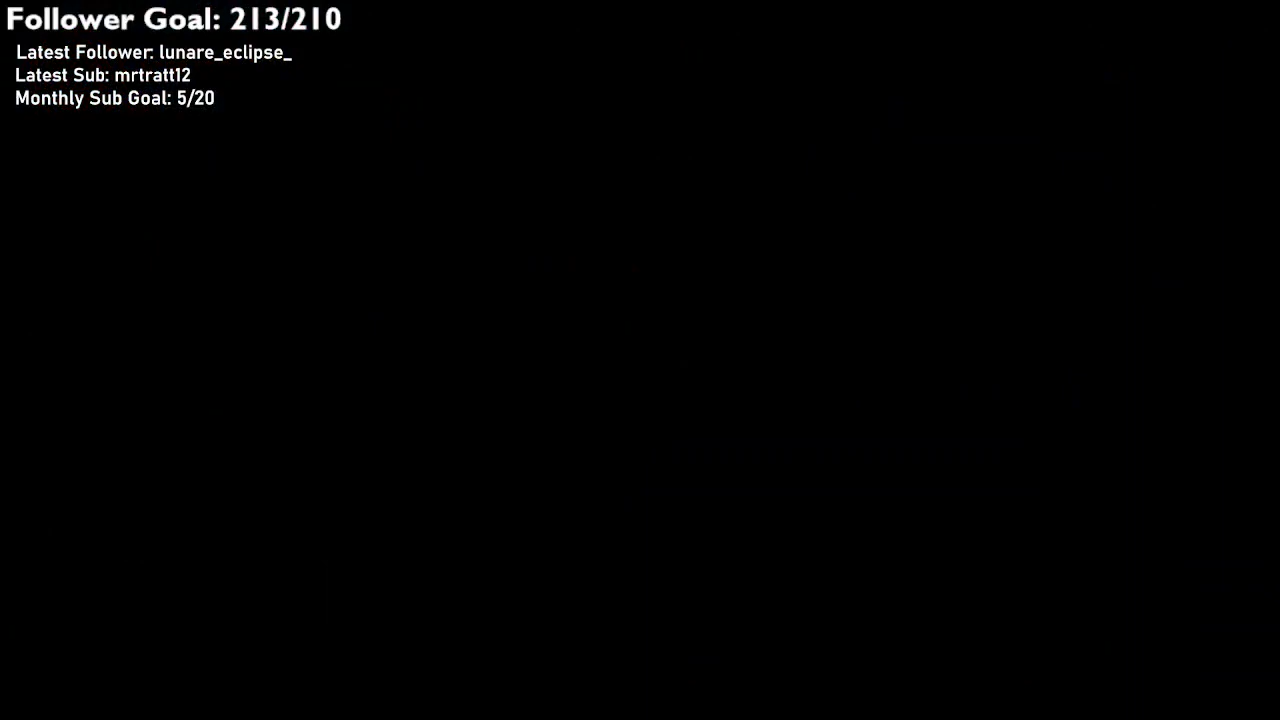 Follower Goal: 213/210
Latest Follower: lunare_eclipse_
Latest Sub: mrtratt12
Monthly Sub Goal: 5/20